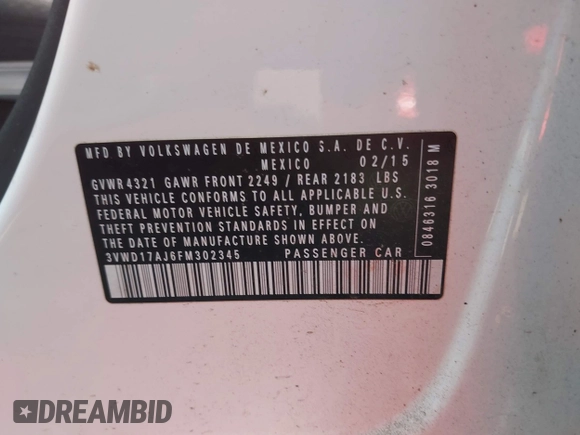 MFD BY VOLKSWAGEN DE MEXICO S.A. DE C.V.
MEXICO 02/15
GVWR 4321 GAWR FRONT 2249 / REAR 2183 LBS
THIS VEHICLE CONFORMS TO ALL APPLICABLE U.S.
FEDERAL MOTOR VEHICLE SAFETY, BUMPER AND
THEFT PREVENTION STANDARDS IN EFFECT ON
THE DATE OF MANUFACTURE SHOWN ABOVE.
3VWD17AJ6FM302345 PASSENGER CAR
0846316 3018 M
DREAMBID